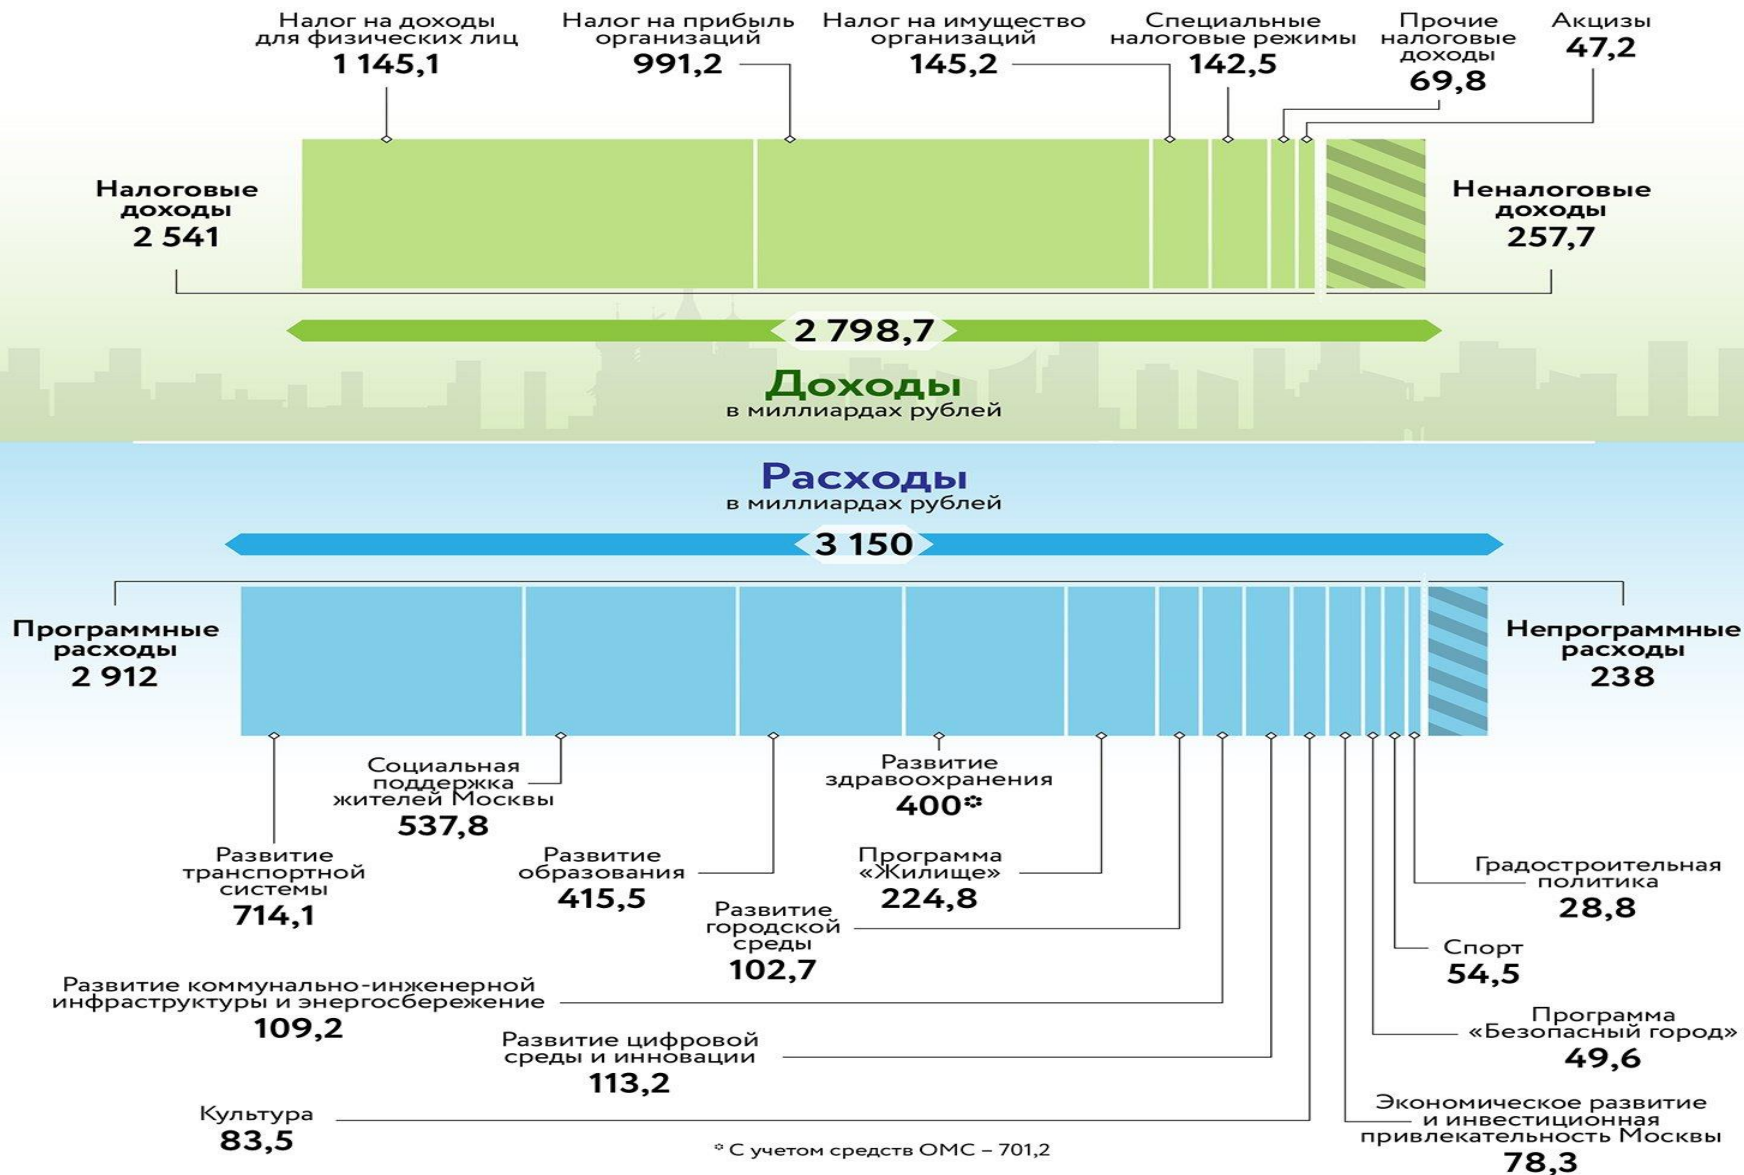 Налог на доходы
для физических лиц
1 145,1
Налог на прибыль
организаций
991,2
Налог на имущество
организаций
145,2
Специальные
налоговые режимы
142,5
Прочие
налоговые
доходы
69,8
Акцизы
47,2
Налоговые
доходы
2 541
Неналоговые
доходы
257,7
2 798,7
Доходы
в миллиардах рублей
Расходы
в миллиардах рублей
3 150
Программные
расходы
2 912
Непрограммные
расходы
238
Социальная
поддержка
жителей Москвы
537,8
Развитие
здравоохранения
400*
Развитие
транспортной
системы
714,1
Развитие
образования
415,5
Программа
«Жилище»
224,8
Градостроительная
политика
28,8
Развитие
городской
среды
102,7
Спорт
54,5
Развитие коммунально-инженерной
инфраструктуры и энергосбережение
109,2
Программа
«Безопасный город»
49,6
Развитие цифровой
среды и инновации
113,2
Культура
83,5
Экономическое развитие
и инвестиционная
привлекательность Москвы
78,3
* С учетом средств ОМС – 701,2